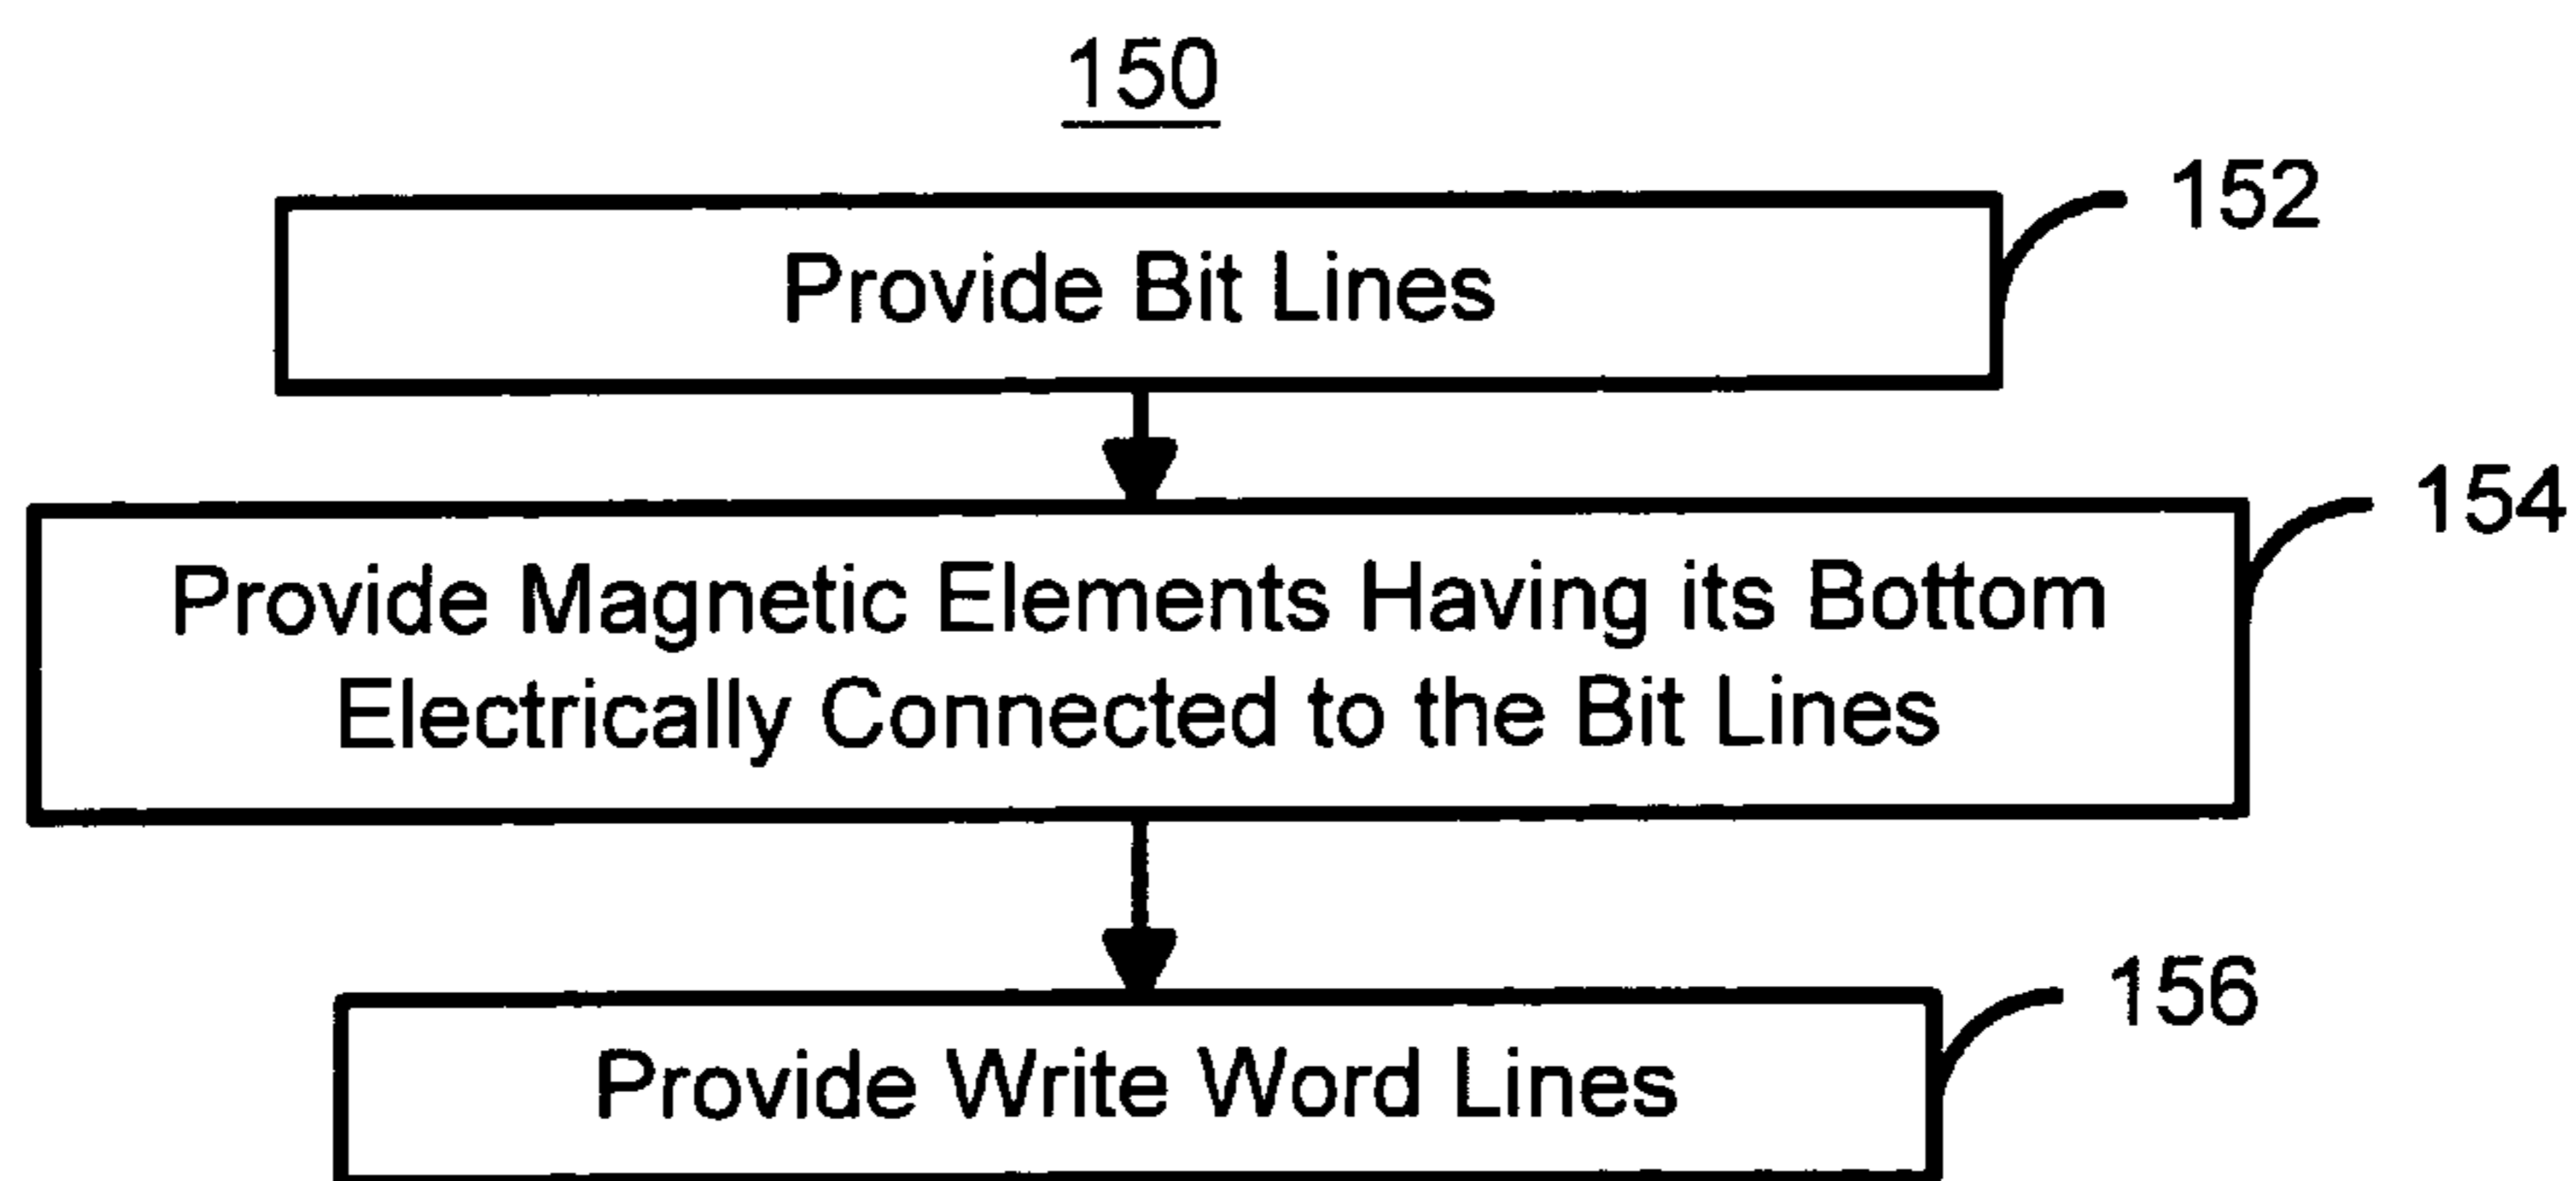 150
152
Provide Bit Lines
154
Provide Magnetic Elements Having its Bottom
Electrically Connected to the Bit Lines
156
Provide Write Word Lines